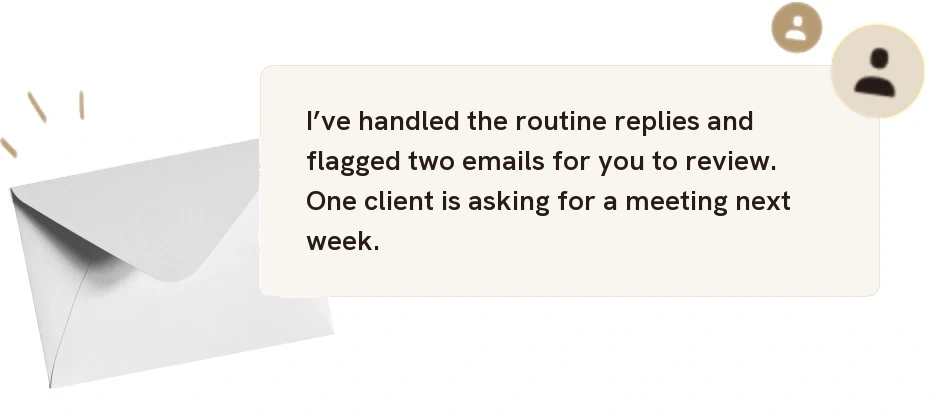 I’ve handled the routine replies and
flagged two emails for you to review.
One client is asking for a meeting next
week.